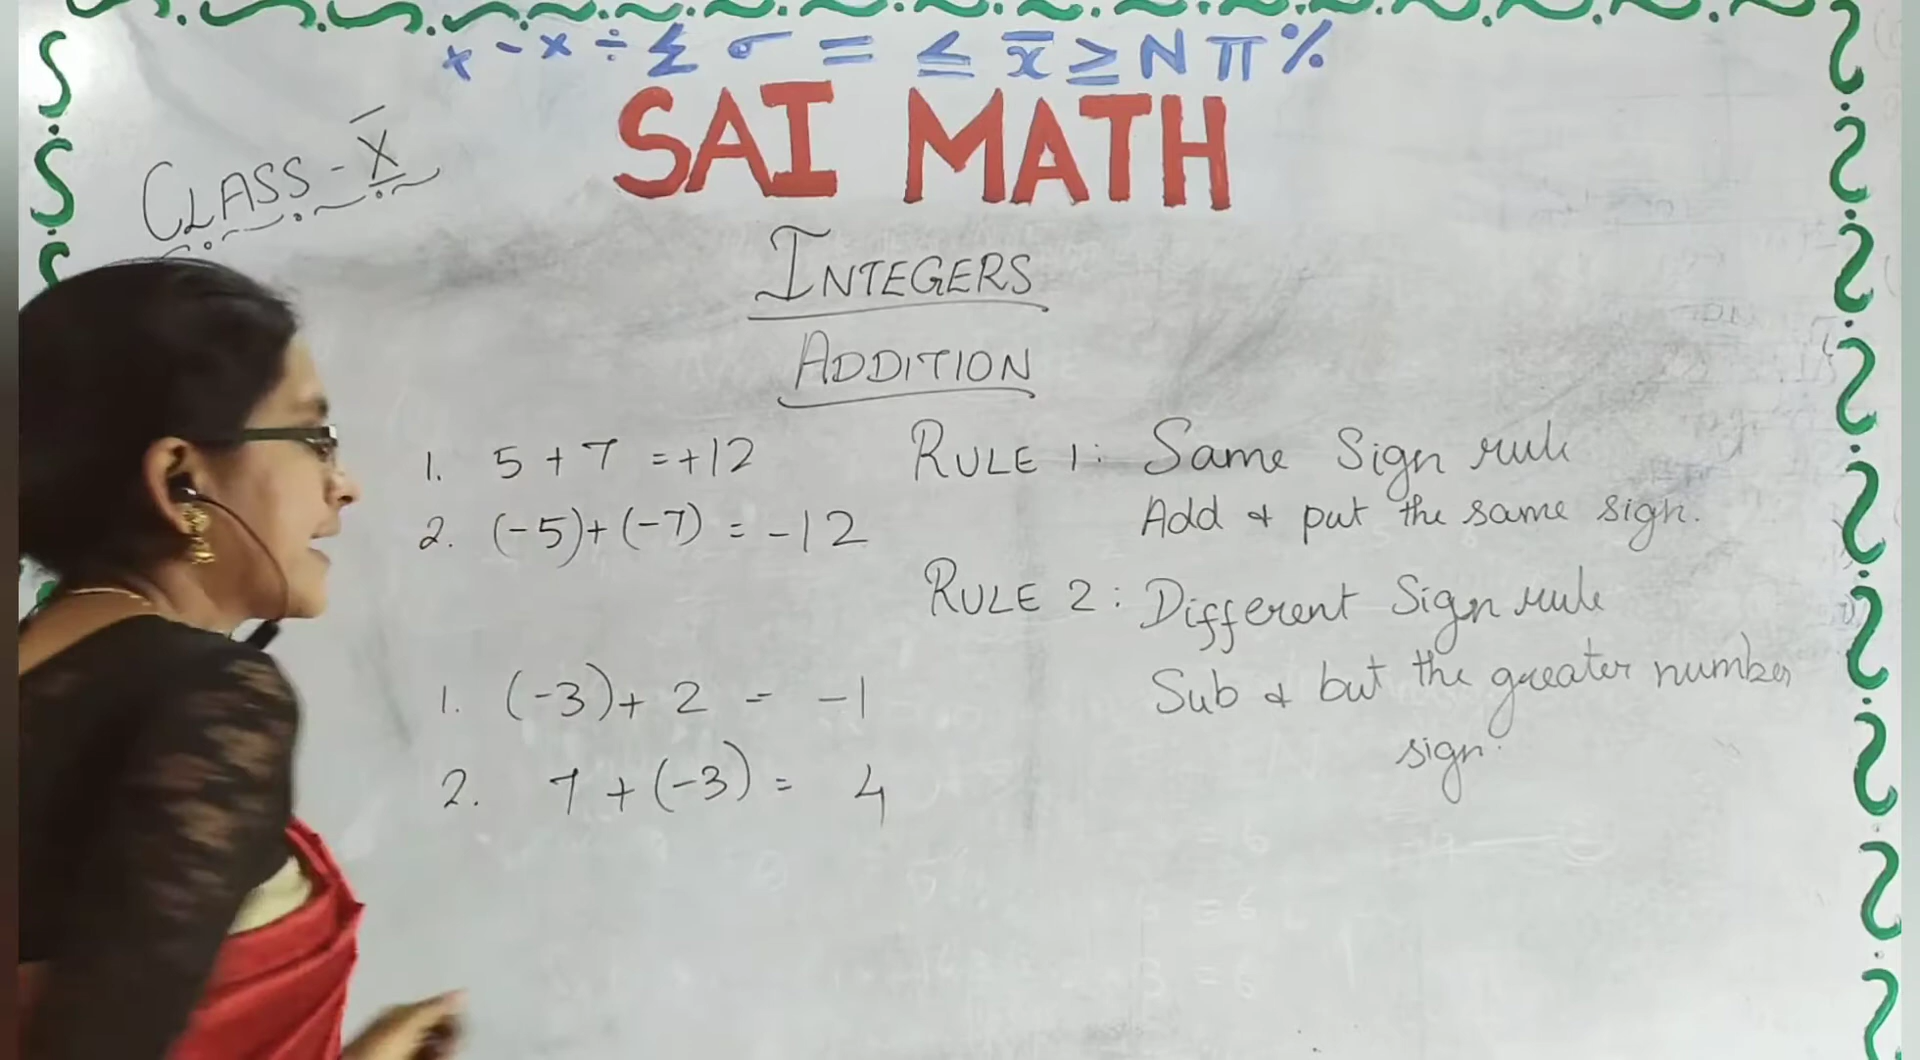 + - × ÷ Σ σ = ≤ x̄ ≥ N π %
SAI MATH
CLASS - X
INTEGERS
ADDITION
1. 5 + 7 = +12
2. (-5)+(-7) = -12
RULE 1: Same Sign rule
Add & put the same sign.
RULE 2: Different Sign rule
Sub & but the greater number
sign.
1. (-3)+ 2 = -1
2. 7 + (-3) = 4